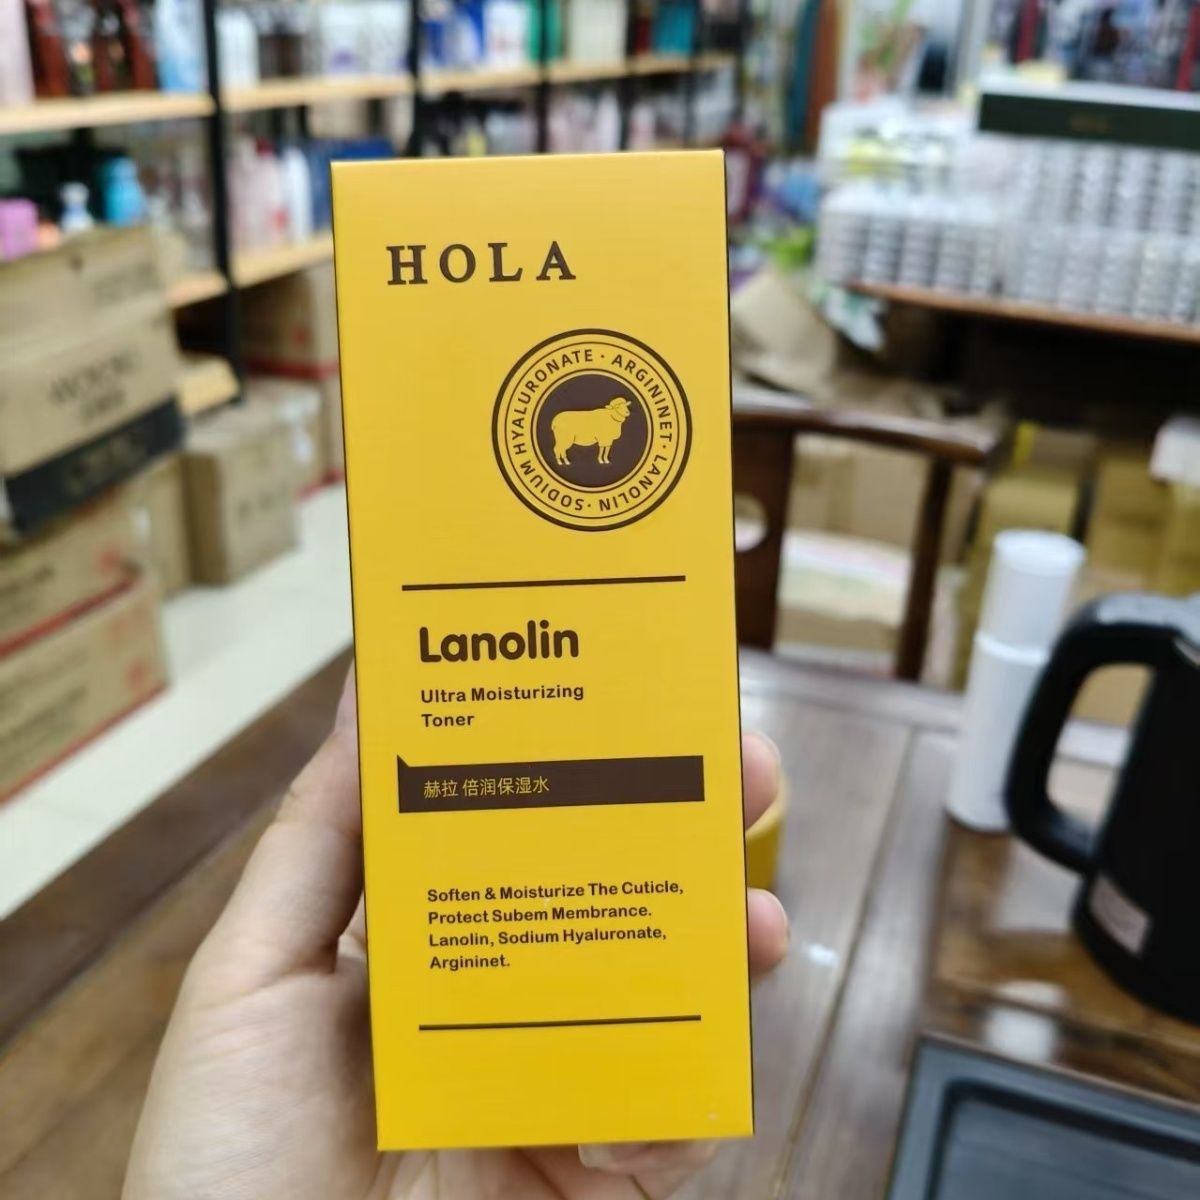 HOLA
SODIUM HYALURONATE · ARGININET · LANOLIN ·
Lanolin
Ultra Moisturizing
Toner
赫拉 倍润保湿水
Soften & Moisturize The Cuticle,
Protect Subem Membrance.
Lanolin, Sodium Hyaluronate,
Argininet.